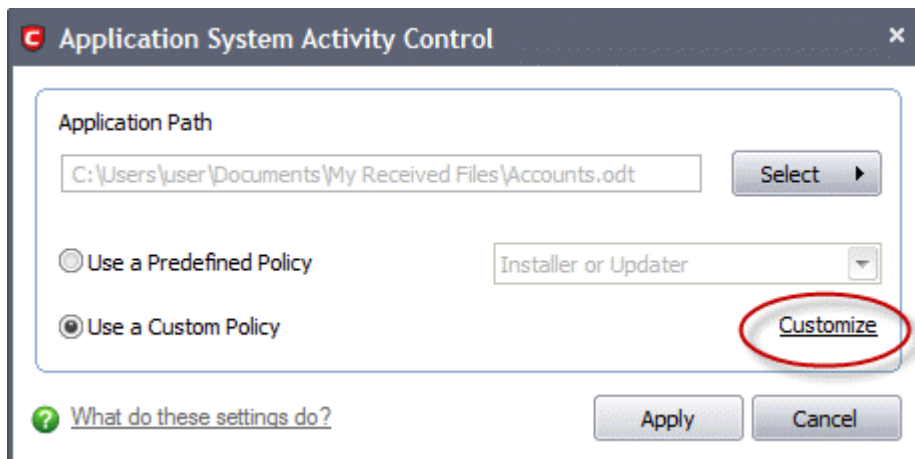 Application System Activity Control
Application Path
C:\Users\user\Documents\My Received Files\Accounts.odt
Select
Use a Predefined Policy
Installer or Updater
Use a Custom Policy
Customize
What do these settings do?
Apply
Cancel